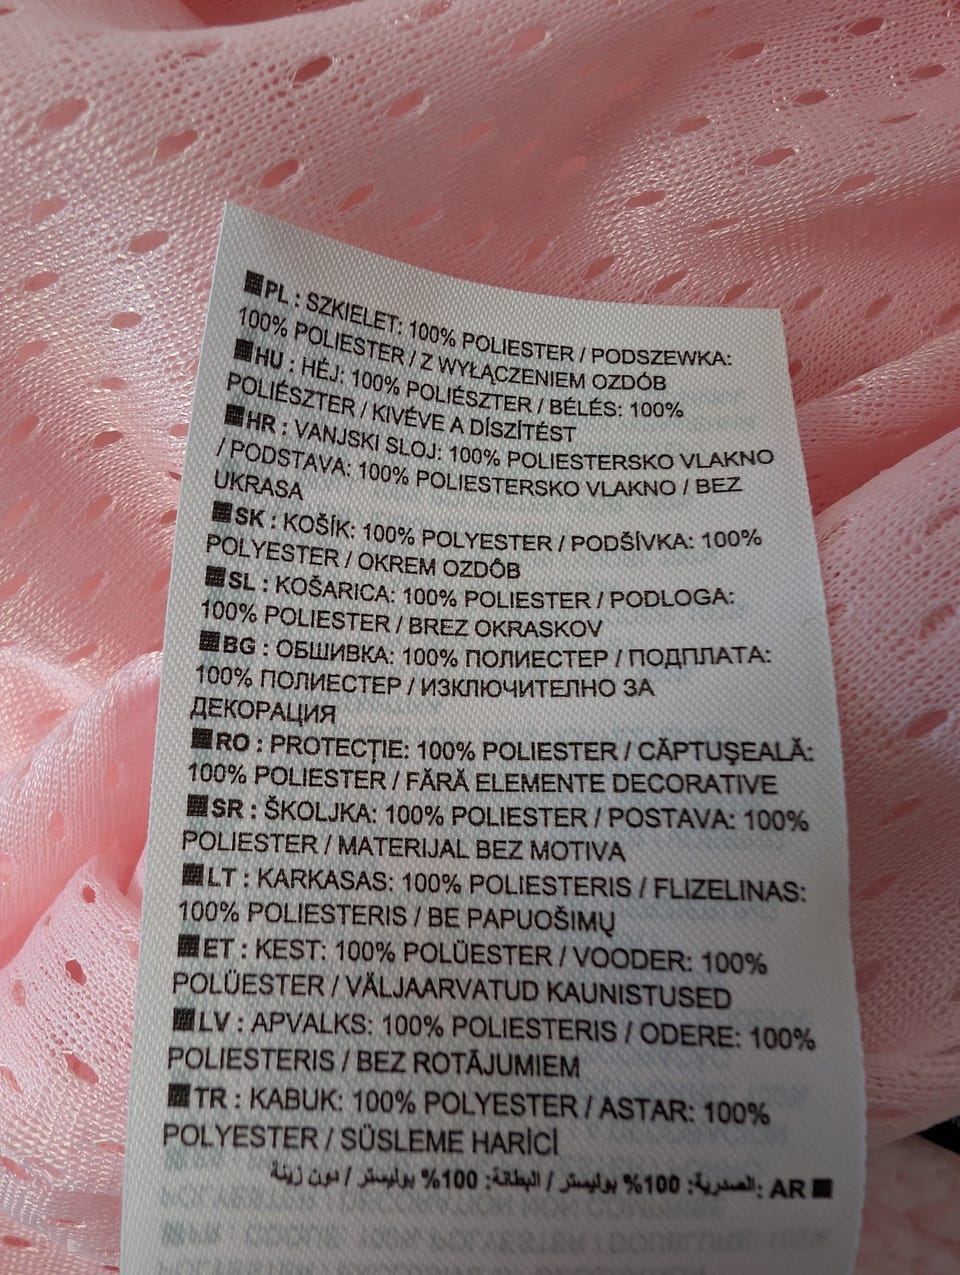 PL : SZKIELET: 100% POLIESTER / PODSZEWKA:
100% POLIESTER / Z WYŁĄCZENIEM OZDÓB
HU : HÉJ: 100% POLIÉSZTER / BÉLÉS: 100%
POLIÉSZTER / KIVÉVE A DÍSZÍTÉST
HR : VANJSKI SLOJ: 100% POLIESTERSKO VLAKNO
/ PODSTAVA: 100% POLIESTERSKO VLAKNO / BEZ
UKRASA
SK : KOŠÍK: 100% POLYESTER / PODŠÍVKA: 100%
POLYESTER / OKREM OZDÔB
SL : KOŠARICA: 100% POLIESTER / PODLOGA:
100% POLIESTER / BREZ OKRASKOV
BG : ОБШИВКА: 100% ПОЛИЕСТЕР / ПОДПЛАТА:
100% ПОЛИЕСТЕР / ИЗКЛЮЧИТЕЛНО ЗА
ДЕКОРАЦИЯ
RO : PROTECŢIE: 100% POLIESTER / CĂPTUŞEALĂ:
100% POLIESTER / FĂRĂ ELEMENTE DECORATIVE
SR : ŠKOLJKA: 100% POLIESTER / POSTAVA: 100%
POLIESTER / MATERIJAL BEZ MOTIVA
LT : KARKASAS: 100% POLIESTERIS / FLIZELINAS:
100% POLIESTERIS / BE PAPUOŠIMŲ
ET : KEST: 100% POLÜESTER / VOODER: 100%
POLÜESTER / VÄLJAARVATUD KAUNISTUSED
LV : APVALKS: 100% POLIESTERIS / ODERE: 100%
POLIESTERIS / BEZ ROTĀJUMIEM
TR : KABUK: 100% POLYESTER / ASTAR: 100%
POLYESTER / SÜSLEME HARİCİ
AR : الصدرية: 100% بوليستر / البطانة: 100% بوليستر / دون زينة